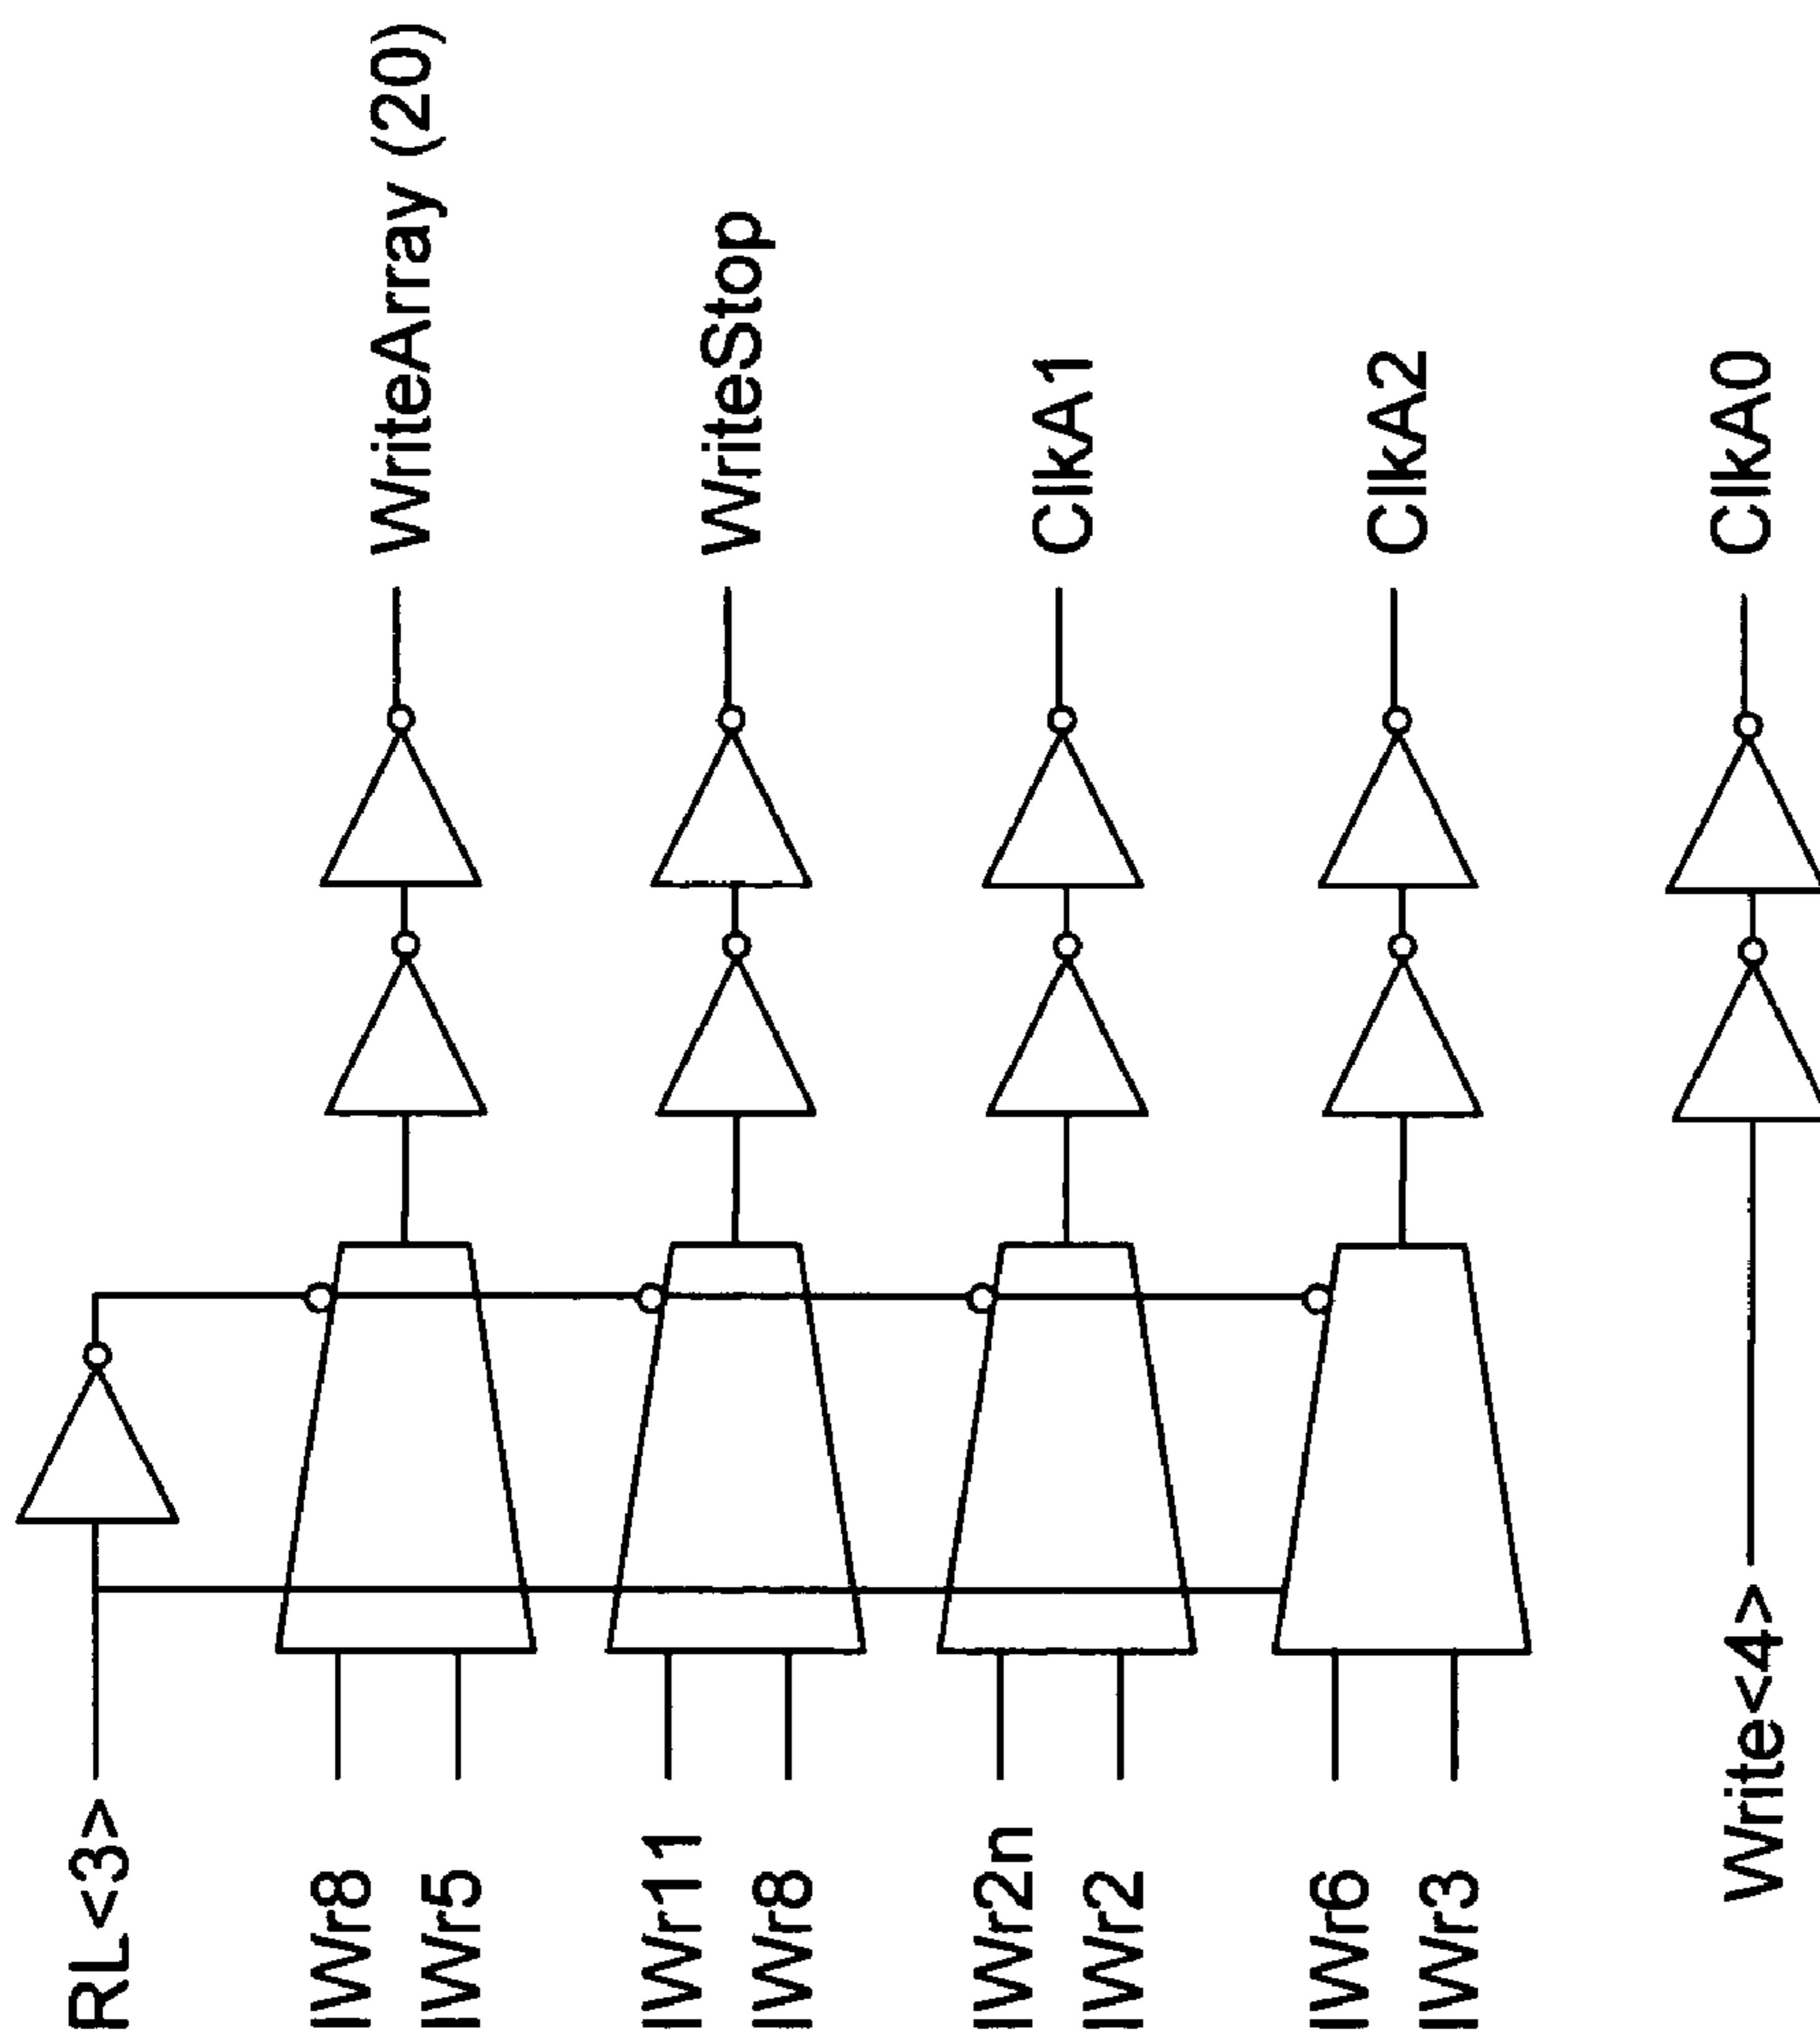 RL<3>
IWr8
IWr5
IWr11
IWr8
IWr2n
IWr2
IWr6
IWr3
Write<4>
WriteArray (20)
WriteStop
ClkA1
ClkA2
ClkA0